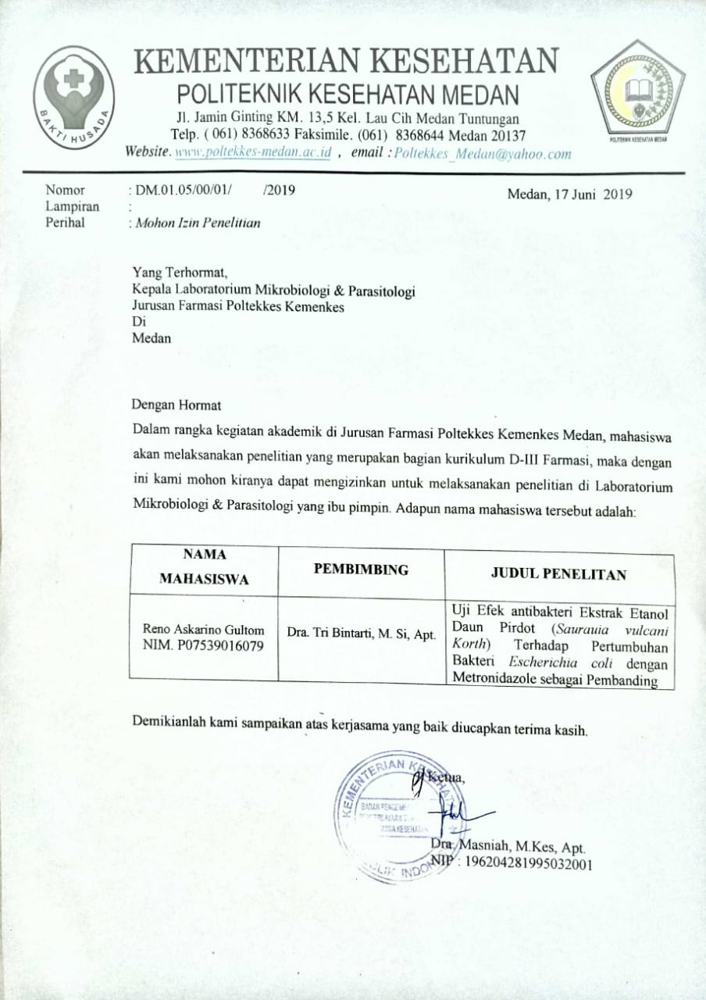 KEMENTERIAN KESEHATAN
POLITEKNIK KESEHATAN MEDAN
Jl. Jamin Ginting KM. 13,5 Kel. Lau Cih Medan Tuntungan
Telp. ( 061) 8368633 Faksimile. (061) 8368644 Medan 20137
Website. www.poltekkes-medan.ac.id , email : Poltekkes_Medan@yahoo.com
BAKTI HUSADA
POLITEKNIK KESEHATAN MEDAN
Nomor : DM.01.05/00/01/ /2019
Medan, 17 Juni 2019
Lampiran :
Perihal : Mohon Izin Penelitian
Yang Terhormat,
Kepala Laboratorium Mikrobiologi & Parasitologi
Jurusan Farmasi Poltekkes Kemenkes
Di
Medan
Dengan Hormat
Dalam rangka kegiatan akademik di Jurusan Farmasi Poltekkes Kemenkes Medan, mahasiswa
akan melaksanakan penelitian yang merupakan bagian kurikulum D-III Farmasi, maka dengan
ini kami mohon kiranya dapat mengizinkan untuk melaksanakan penelitian di Laboratorium
Mikrobiologi & Parasitologi yang ibu pimpin. Adapun nama mahasiswa tersebut adalah:
NAMA
MAHASISWA
PEMBIMBING
JUDUL PENELITAN
Reno Askarino Gultom
NIM. P07539016079
Dra. Tri Bintarti, M. Si, Apt.
Uji Efek antibakteri Ekstrak Etanol
Daun Pirdot (Saurauia vulcani
Korth) Terhadap Pertumbuhan
Bakteri Escherichia coli dengan
Metronidazole sebagai Pembanding
Demikianlah kami sampaikan atas kerjasama yang baik diucapkan terima kasih.
Ketua,
KEMENTERIAN KESEHATAN
BADAN
KESEHATAN
Dra. Masniah, M.Kes, Apt.
NIP : 196204281995032001